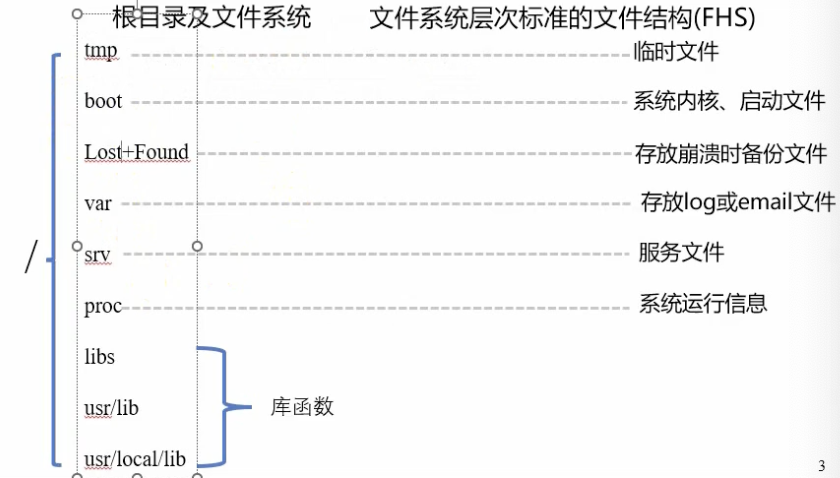 根目录及文件系统 文件系统层次标准的文件结构(FHS)
tmp 临时文件
boot 系统内核、启动文件
Lost+Found 存放崩溃时备份文件
var 存放log或email文件
/
srv 服务文件
proc 系统运行信息
libs
usr/lib 库函数
usr/local/lib
3